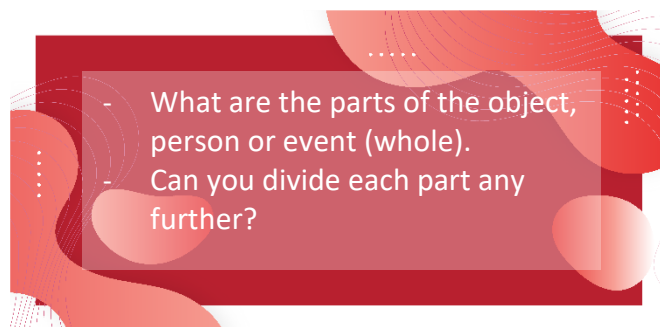 - What are the parts of the object,
person or event (whole).
- Can you divide each part any
further?